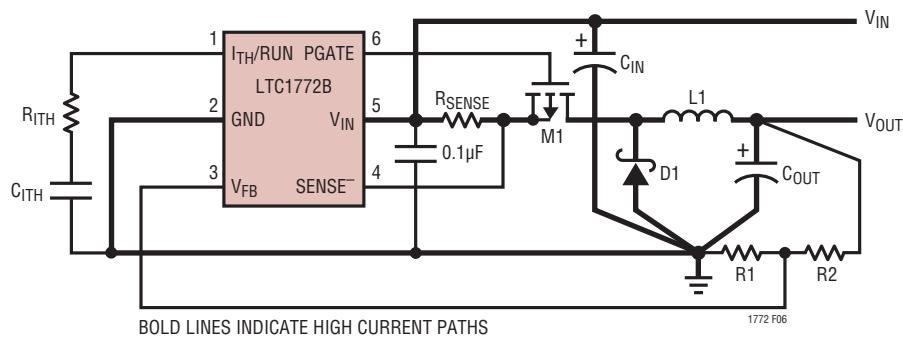 V_IN
1 I_TH/RUN PGATE 6
LTC1772B
2 GND V_IN 5
3 V_FB SENSE⁻ 4
R_ITH
C_ITH
R_SENSE
0.1µF
M1
+ C_IN
D1
L1
V_OUT
+ C_OUT
R1
R2
BOLD LINES INDICATE HIGH CURRENT PATHS
1772 F06